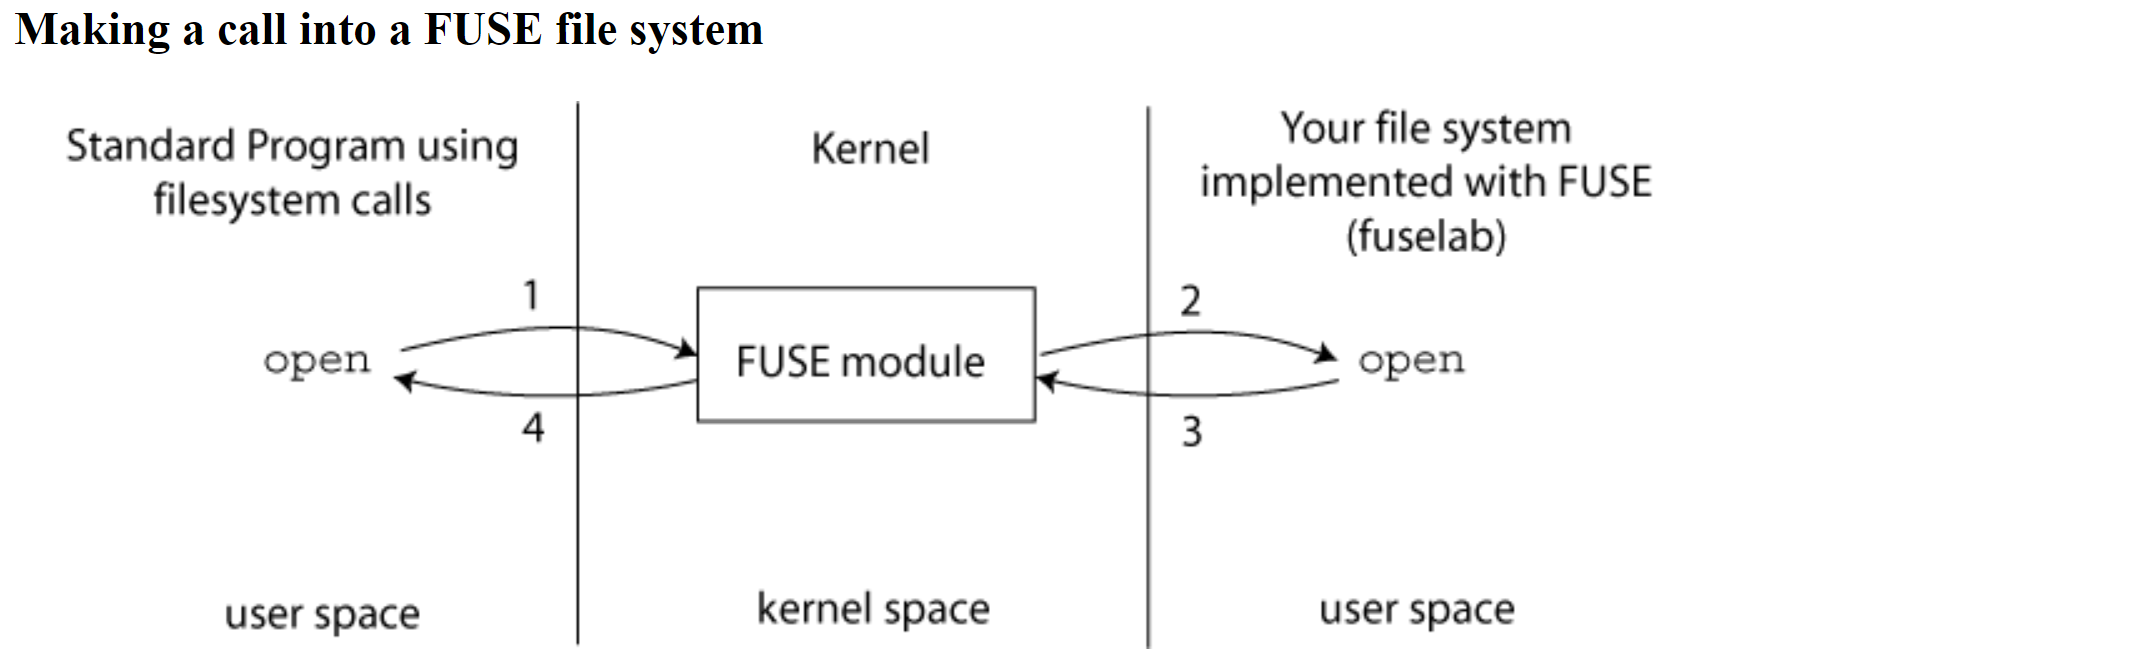 Making a call into a FUSE file system
Standard Program using
filesystem calls
Kernel
Your file system
implemented with FUSE
(fuselab)
1
2
open
FUSE module
open
4
3
user space
kernel space
user space